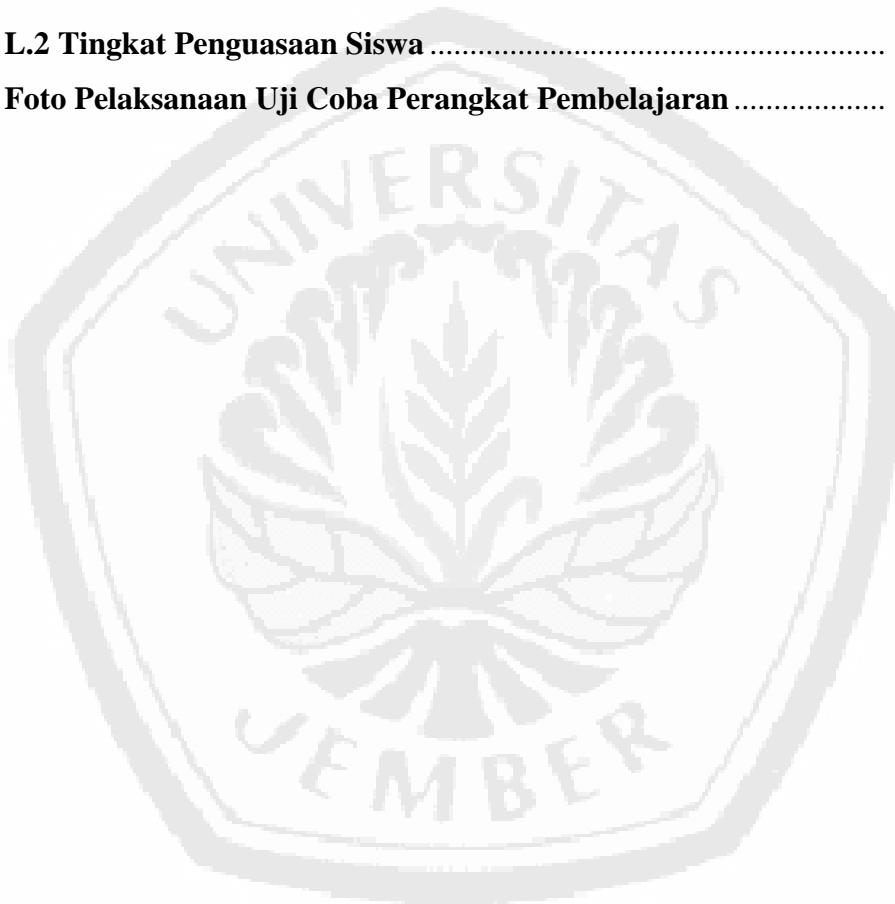 L.2 Tingkat Penguasaan Siswa ..........................................................
Foto Pelaksanaan Uji Coba Perangkat Pembelajaran ...................
UNIVERSITAS
JEMBER